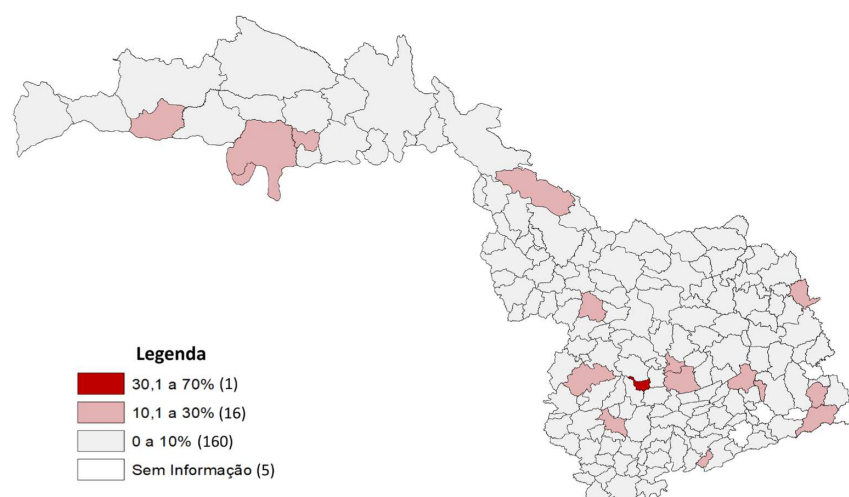 Legenda
30,1 a 70% (1)
10,1 a 30% (16)
0 a 10% (160)
Sem Informação (5)